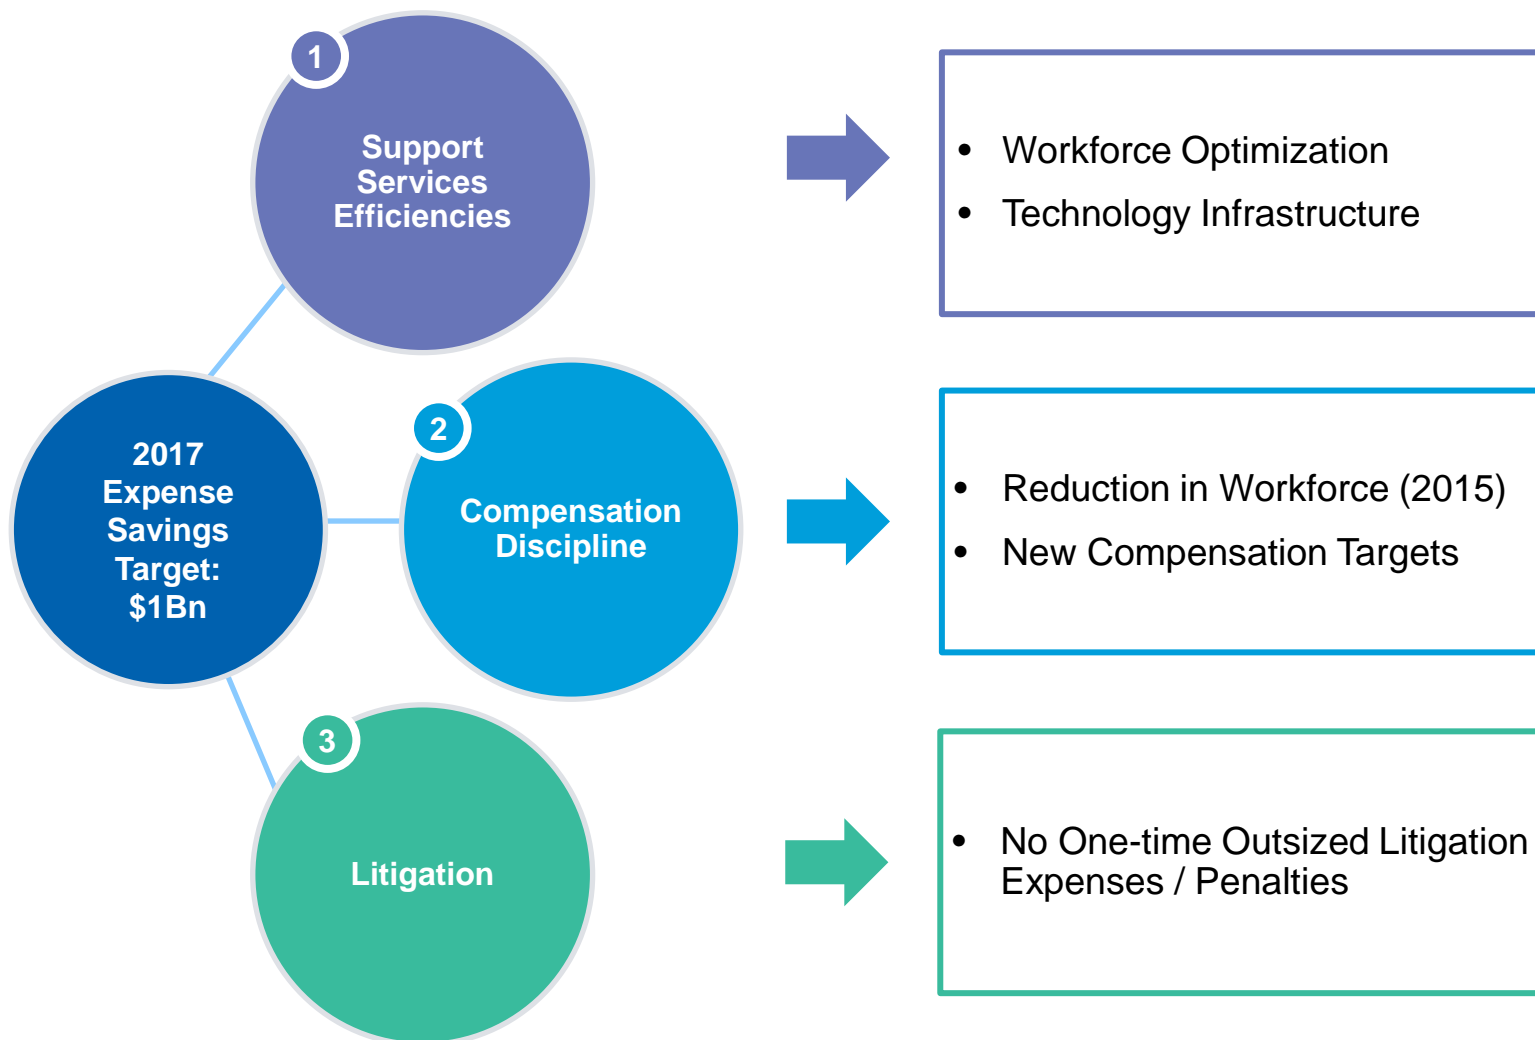 1
Support
Services
Efficiencies
• Workforce Optimization
• Technology Infrastructure
2017
Expense
Savings
Target:
$1Bn
2
Compensation
Discipline
• Reduction in Workforce (2015)
• New Compensation Targets
3
Litigation
• No One-time Outsized Litigation
Expenses / Penalties